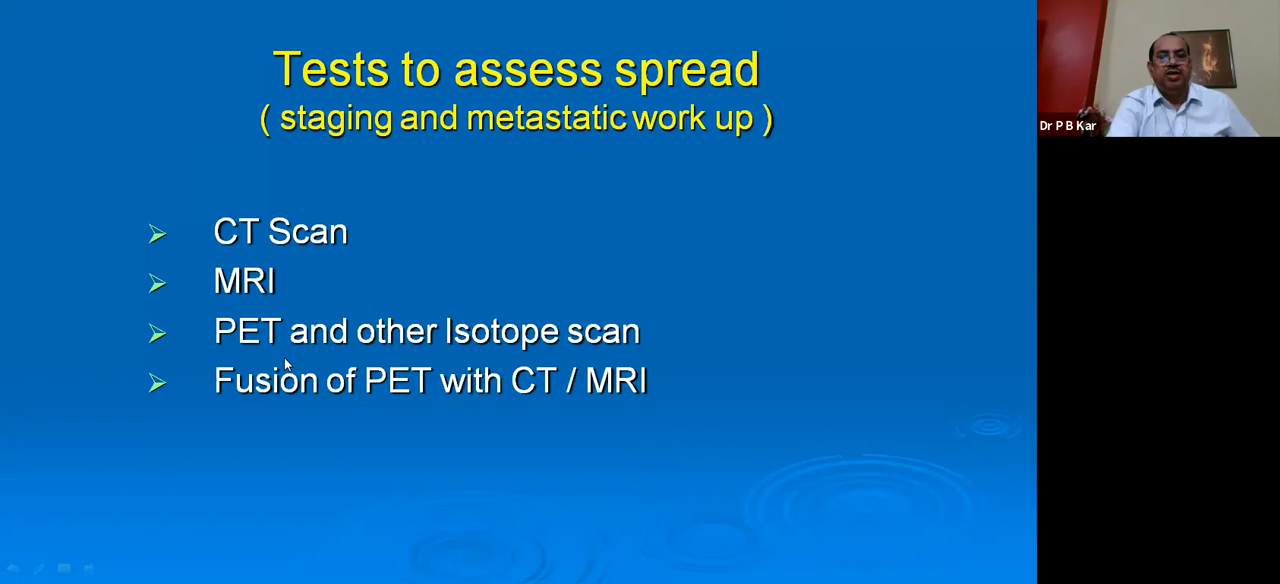 Tests to assess spread
( staging and metastatic work up )
CT Scan
MRI
PET and other Isotope scan
Fusion of PET with CT / MRI
Dr P B Kar